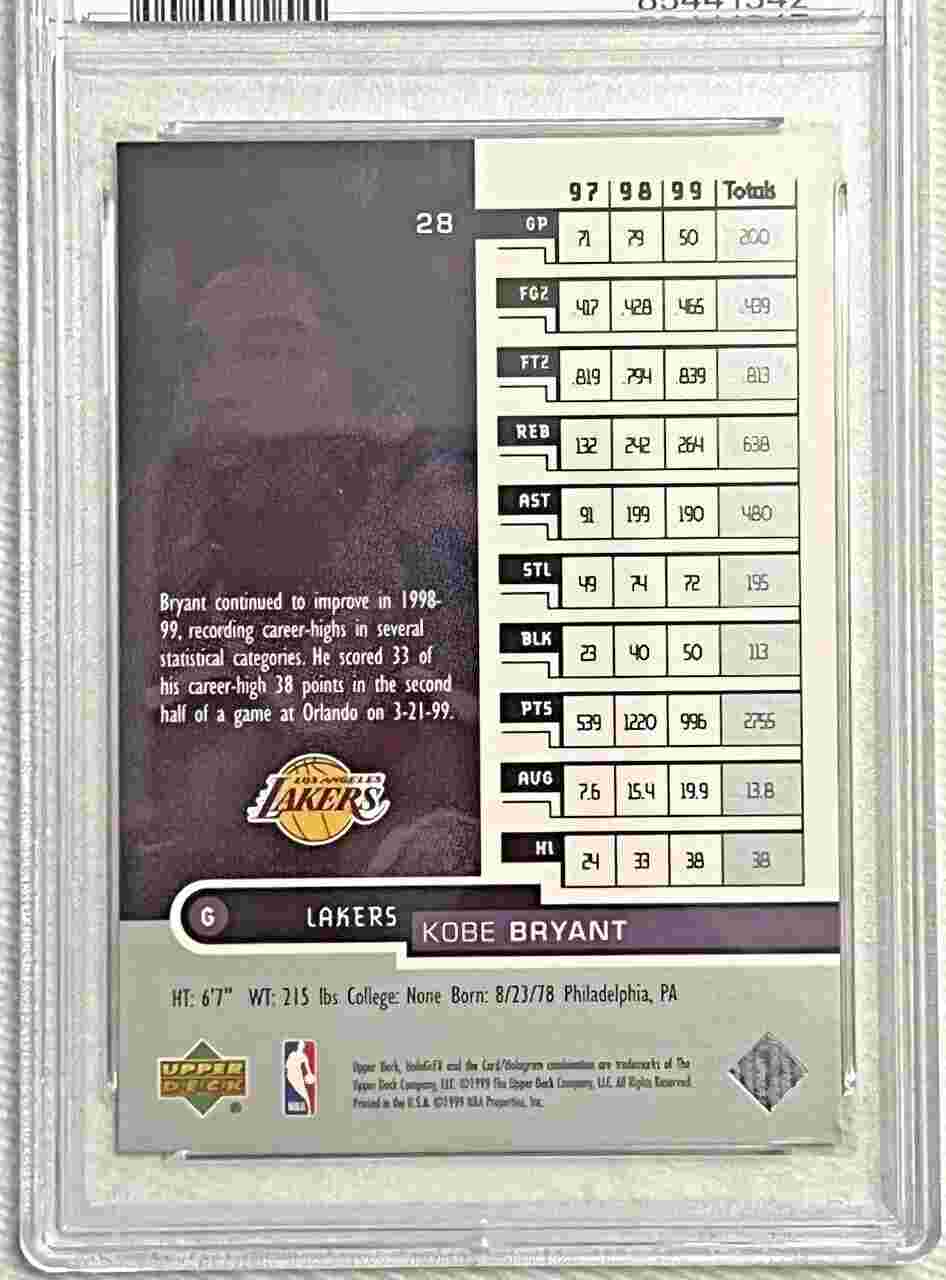 97 98 99 Totals
28 GP 71 79 50 200
FG% .417 .428 .465 .439
FT% .819 .794 .839 .813
REB 132 242 264 638
AST 91 199 190 480
STL 49 74 72 195
BLK 23 40 50 113
PTS 539 1220 996 2755
AVG 7.6 15.4 19.9 13.8
HI 24 33 38 38
Bryant continued to improve in 1998-
99, recording career-highs in several
statistical categories. He scored 33 of
his career-high 38 points in the second
half of a game at Orlando on 3-21-99.
LOS ANGELES
LAKERS
G LAKERS KOBE BRYANT
HT: 6'7" WT: 215 lbs College: None Born: 8/23/78 Philadelphia, PA
UPPER
DECK
®
NBA
Upper Deck, HoloGrFX and the Card/Hologram combination are trademarks of The
Upper Deck Company, LLC. ©1999 The Upper Deck Company, LLC. All Rights Reserved.
Printed in the U.S.A. ©1999 NBA Properties, Inc.